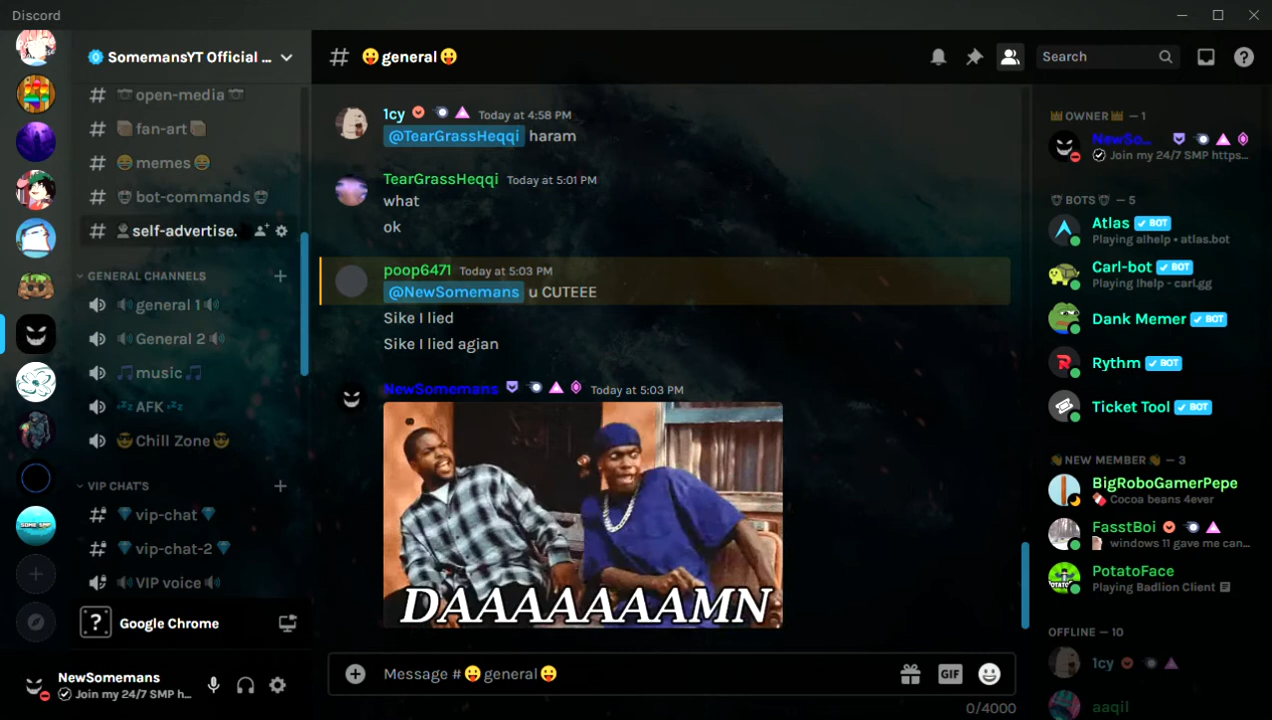 Discord
SomemansYT Official ...
open-media
fan-art
memes
bot-commands
self-advertise.
GENERAL CHANNELS
general 1
General 2
music
AFK
Chill Zone
VIP CHAT'S
vip-chat
vip-chat-2
VIP voice
? Google Chrome
NewSomemans
Join my 24/7 SMP h...
# 😛general😛
Search
1cy Today at 4:58 PM
@TearGrassHeqqi haram
TearGrassHeqqi Today at 5:01 PM
what
ok
poop6471 Today at 5:03 PM
@NewSomemans u CUTEEE
Sike I lied
Sike I lied agian
NewSomemans Today at 5:03 PM
DAAAAAAAMN
Message #😛general😛
GIF
0/4000
👑OWNER👑 — 1
NewSo...
Join my 24/7 SMP https...
BOTS — 5
Atlas ✓ BOT
Playing a!help • atlas.bot
Carl-bot ✓ BOT
Playing !help - carl.gg
Dank Memer ✓ BOT
Rythm ✓ BOT
Ticket Tool ✓ BOT
👋NEW MEMBER👋 — 3
BigRoboGamerPepe
Cocoa beans 4ever
FasstBoi
windows 11 gave me can...
PotatoFace
Playing Badlion Client
OFFLINE — 10
1cy
aaqil